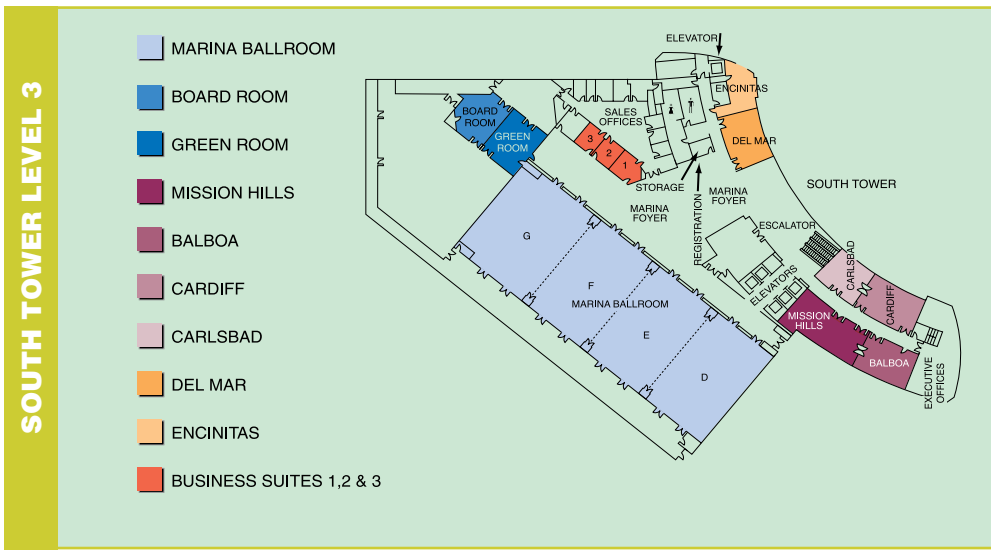 SOUTH TOWER LEVEL 3
MARINA BALLROOM
BOARD ROOM
GREEN ROOM
MISSION HILLS
BALBOA
CARDIFF
CARLSBAD
DEL MAR
ENCINITAS
BUSINESS SUITES 1,2 & 3
ELEVATOR
ENCINITAS
SALES
OFFICES
BOARD
ROOM
GREEN
ROOM
3
2
1
DEL MAR
STORAGE
MARINA
FOYER
MARINA
FOYER
SOUTH TOWER
REGISTRATION
ESCALATOR
ELEVATORS
CARLSBAD
CARDIFF
MISSION
HILLS
BALBOA
EXECUTIVE
OFFICES
G
F
MARINA BALLROOM
E
D